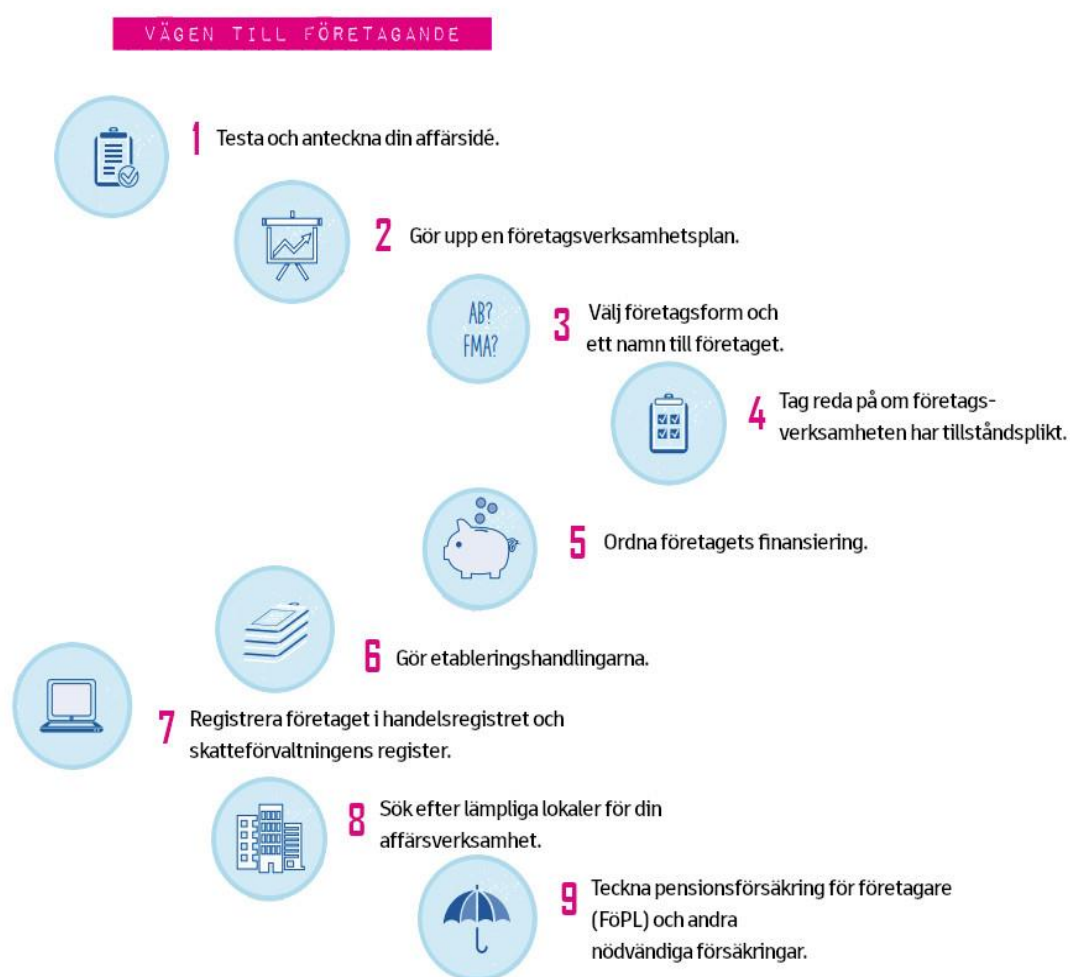 VÄGEN TILL FÖRETAGANDE
1 Testa och anteckna din affärsidé.
2 Gör upp en företagsverksamhetsplan.
AB?
FMA?
3 Välj företagsform och
ett namn till företaget.
4 Tag reda på om företags-
verksamheten har tillståndsplikt.
5 Ordna företagets finansiering.
6 Gör etableringshandlingarna.
7 Registrera företaget i handelsregistret och
skatteförvaltningens register.
8 Sök efter lämpliga lokaler för din
affärsverksamhet.
9 Teckna pensionsförsäkring för företagare
(FöPL) och andra
nödvändiga försäkringar.